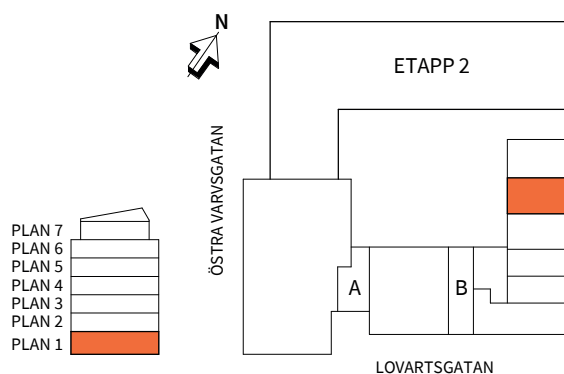 N
ETAPP 2
ÖSTRA VARVSGATAN
PLAN 7
PLAN 6
PLAN 5
PLAN 4
PLAN 3
PLAN 2
PLAN 1
A
B
LOVARTSGATAN